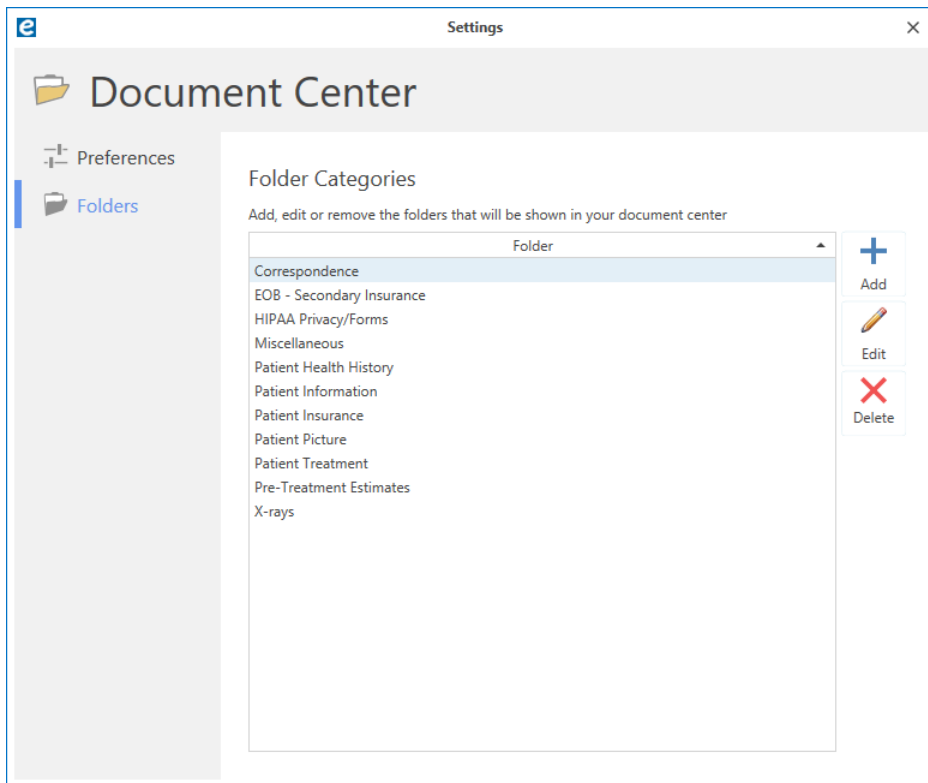 Settings
Document Center
Preferences
Folders
Folder Categories
Add, edit or remove the folders that will be shown in your document center
Folder
Correspondence
EOB - Secondary Insurance
HIPAA Privacy/Forms
Miscellaneous
Patient Health History
Patient Information
Patient Insurance
Patient Picture
Patient Treatment
Pre-Treatment Estimates
X-rays
Add
Edit
Delete